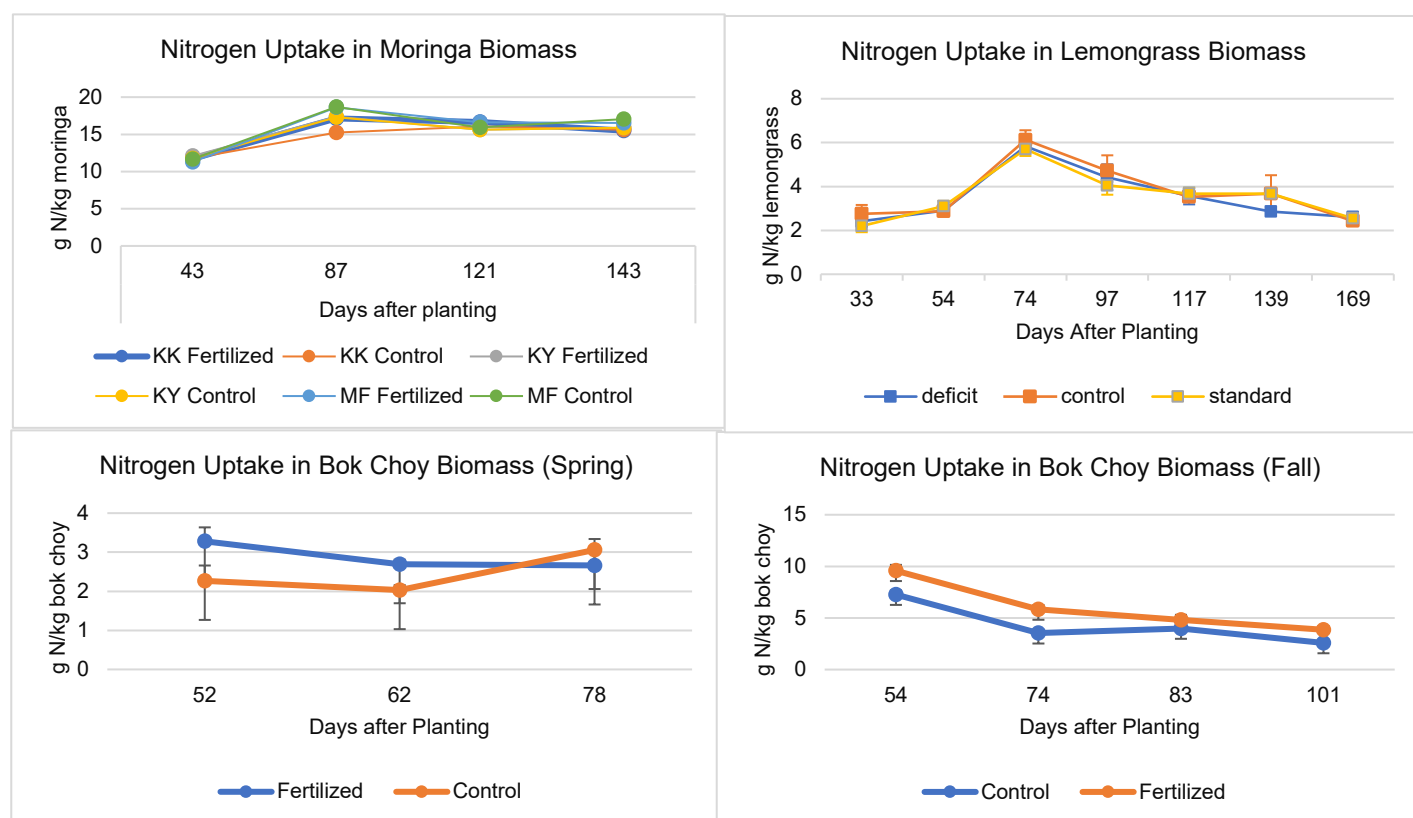 Nitrogen Uptake in Moringa Biomass
g N/kg moringa
20
15
10
5
0
43 87 121 143
Days after planting
KK Fertilized KK Control KY Fertilized
KY Control MF Fertilized MF Control
Nitrogen Uptake in Lemongrass Biomass
g N/kg lemongrass
8
6
4
2
0
33 54 74 97 117 139 169
Days After Planting
deficit control standard
Nitrogen Uptake in Bok Choy Biomass (Spring)
g N/kg bok choy
4
3
2
1
0
52 62 78
Days after Planting
Fertilized Control
Nitrogen Uptake in Bok Choy Biomass (Fall)
g N/kg bok choy
15
10
5
0
54 74 83 101
Days after Planting
Control Fertilized